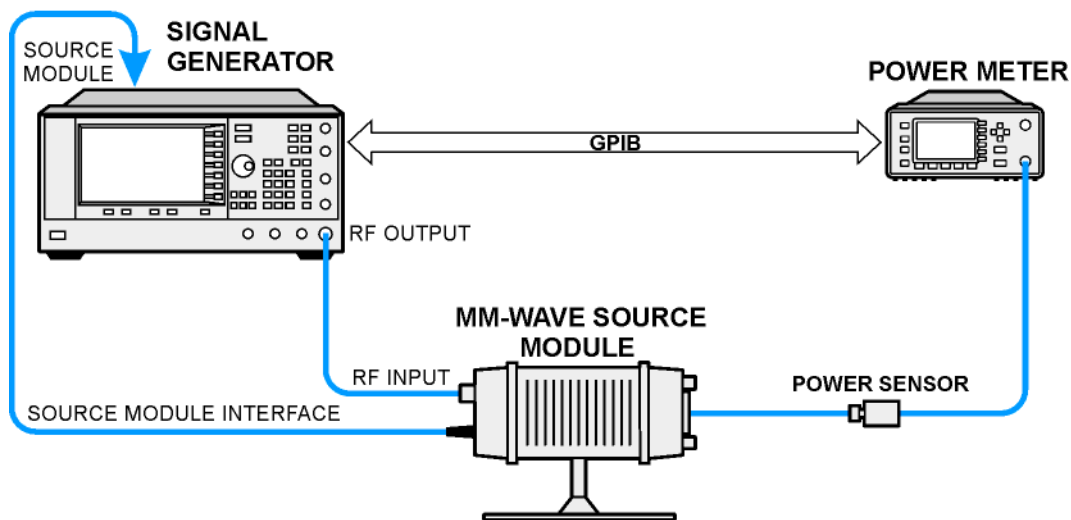 SIGNAL
GENERATOR
SOURCE
MODULE
POWER METER
GPIB
RF OUTPUT
MM-WAVE SOURCE
MODULE
RF INPUT
POWER SENSOR
SOURCE MODULE INTERFACE